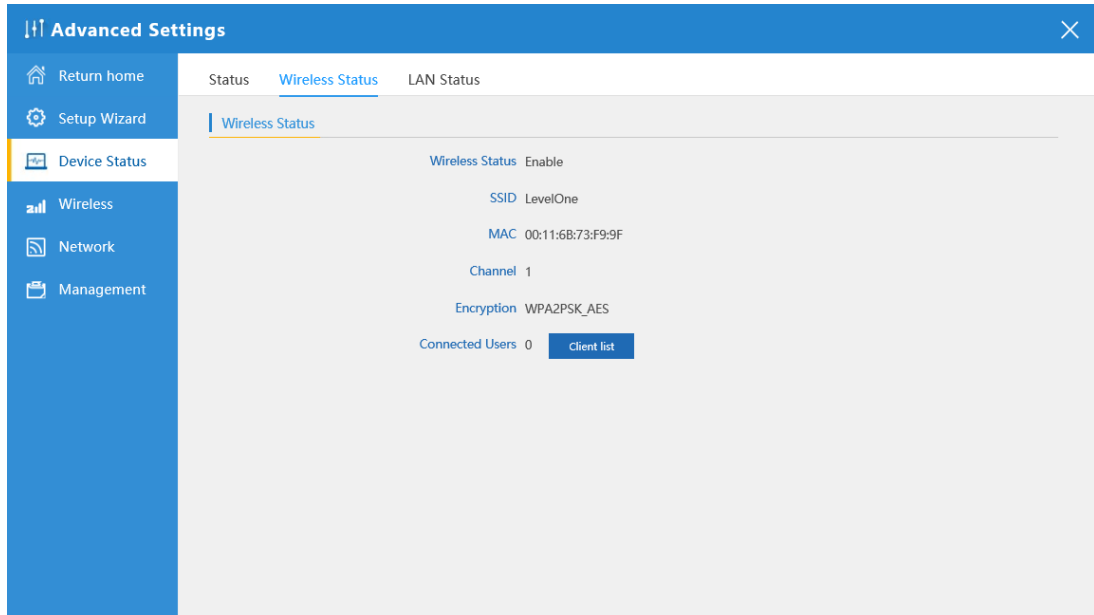 Advanced Settings
Return home
Setup Wizard
Device Status
Wireless
Network
Management
Status Wireless Status LAN Status
Wireless Status
Wireless Status Enable
SSID LevelOne
MAC 00:11:6B:73:F9:9F
Channel 1
Encryption WPA2PSK_AES
Connected Users 0 Client list